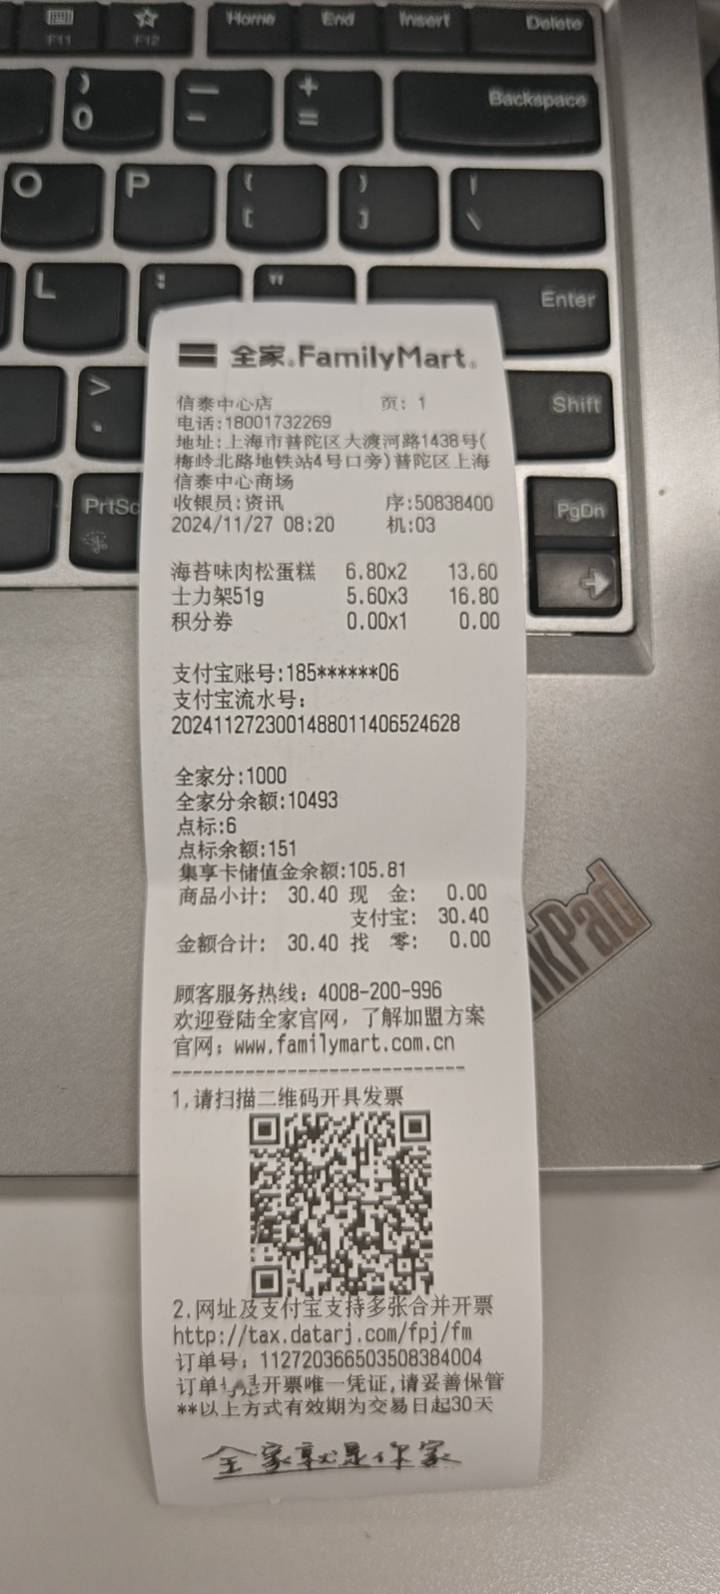 F11 F12 Home End Insert Delete
) 0 — - + = Backspace
O P { [ } ] | \
L : " Enter
> . Shift
PrtSc PgDn
全家 FamilyMart
信泰中心店 页: 1
电话:18001732269
地址:上海市普陀区大渡河路1438号(
梅岭北路地铁站4号口旁)普陀区上海
信泰中心商场
收银员:资讯 序:50838400
2024/11/27 08:20 机:03
海苔味肉松蛋糕 6.80x2 13.60
士力架51g 5.60x3 16.80
积分券 0.00x1 0.00
支付宝账号:185******06
支付宝流水号:
2024112723001488011406524628
全家分:1000
全家分余额:10493
点标:6
点标余额:151
集享卡储值金余额:105.81
商品小计: 30.40 现 金: 0.00
支付宝: 30.40
金额合计: 30.40 找 零: 0.00
顾客服务热线: 4008-200-996
欢迎登陆全家官网, 了解加盟方案
官网: www.familymart.com.cn
1.请扫描二维码开具发票
2.网址及支付宝支持多张合并开票
http://tax.datarj.com/fpj/fm
订单号: 112720366503508384004
订单号是开票唯一凭证,请妥善保管
**以上方式有效期为交易日起30天
全家就是你家